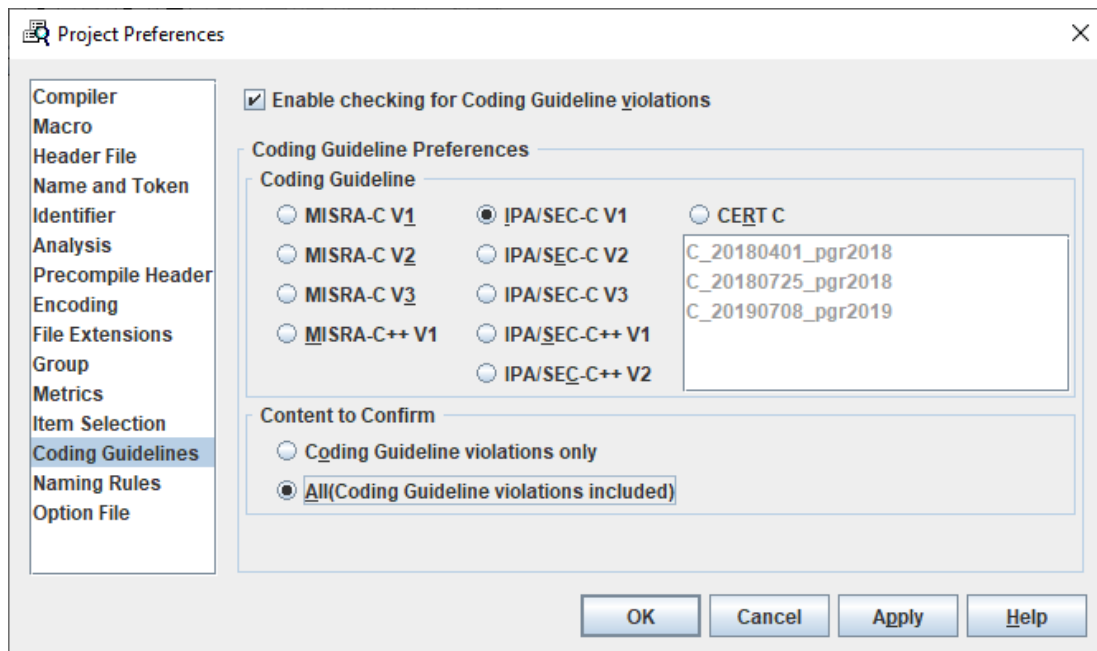 Project Preferences
Compiler
Macro
Header File
Name and Token
Identifier
Analysis
Precompile Header
Encoding
File Extensions
Group
Metrics
Item Selection
Coding Guidelines
Naming Rules
Option File
Enable checking for Coding Guideline violations
Coding Guideline Preferences
Coding Guideline
MISRA-C V1
IPA/SEC-C V1
CERT C
MISRA-C V2
IPA/SEC-C V2
MISRA-C V3
IPA/SEC-C V3
MISRA-C++ V1
IPA/SEC-C++ V1
IPA/SEC-C++ V2
C_20180401_pgr2018
C_20180725_pgr2018
C_20190708_pgr2019
Content to Confirm
Coding Guideline violations only
All(Coding Guideline violations included)
OK
Cancel
Apply
Help